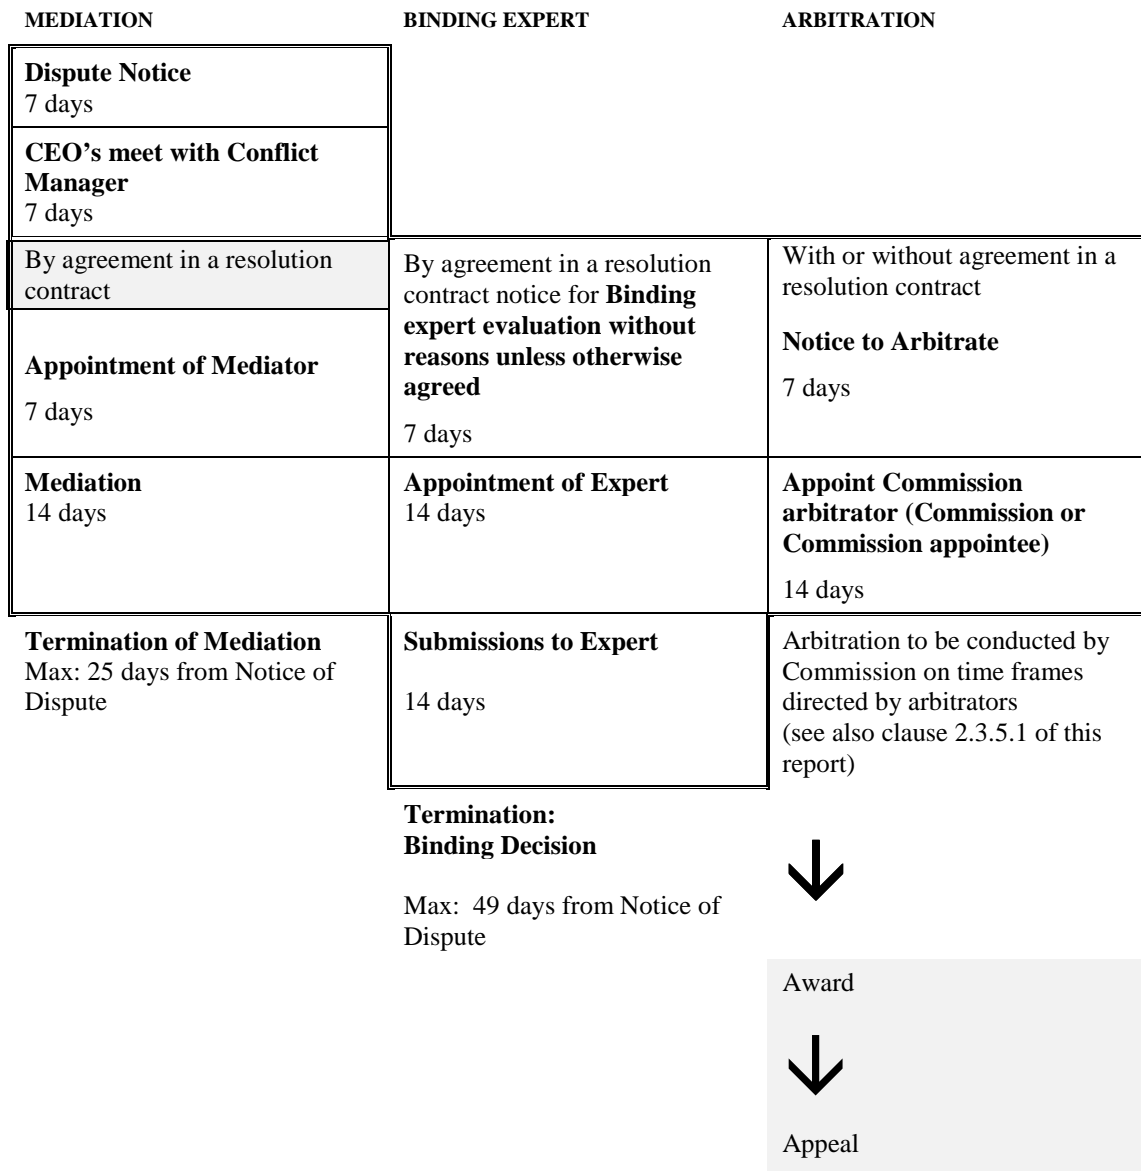 MEDIATION
BINDING EXPERT
ARBITRATION
Dispute Notice
7 days
CEO’s meet with Conflict
Manager
7 days
By agreement in a resolution
contract
Appointment of Mediator
7 days
By agreement in a resolution
contract notice for Binding
expert evaluation without
reasons unless otherwise
agreed
7 days
With or without agreement in a
resolution contract
Notice to Arbitrate
7 days
Mediation
14 days
Appointment of Expert
14 days
Appoint Commission
arbitrator (Commission or
Commission appointee)
14 days
Termination of Mediation
Max: 25 days from Notice of
Dispute
Submissions to Expert
14 days
Arbitration to be conducted by
Commission on time frames
directed by arbitrators
(see also clause 2.3.5.1 of this
report)
Termination:
Binding Decision
Max:  49 days from Notice of
Dispute
Award
Appeal